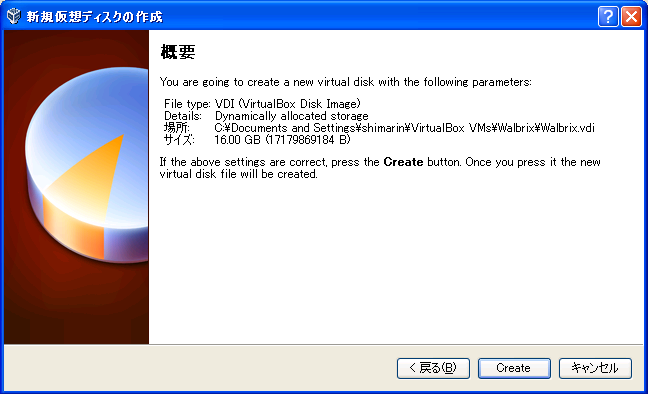 新規仮想ディスクの作成
概要
You are going to create a new virtual disk with the following parameters:
File type: VDI (VirtualBox Disk Image)
Details: Dynamically allocated storage
場所: C:¥Documents and Settings¥shimarin¥VirtualBox VMs¥Walbrix¥Walbrix.vdi
サイズ: 16.00 GB (17179869184 B)
If the above settings are correct, press the Create button. Once you press it the new
virtual disk file will be created.
< 戻る(B) Create キャンセル